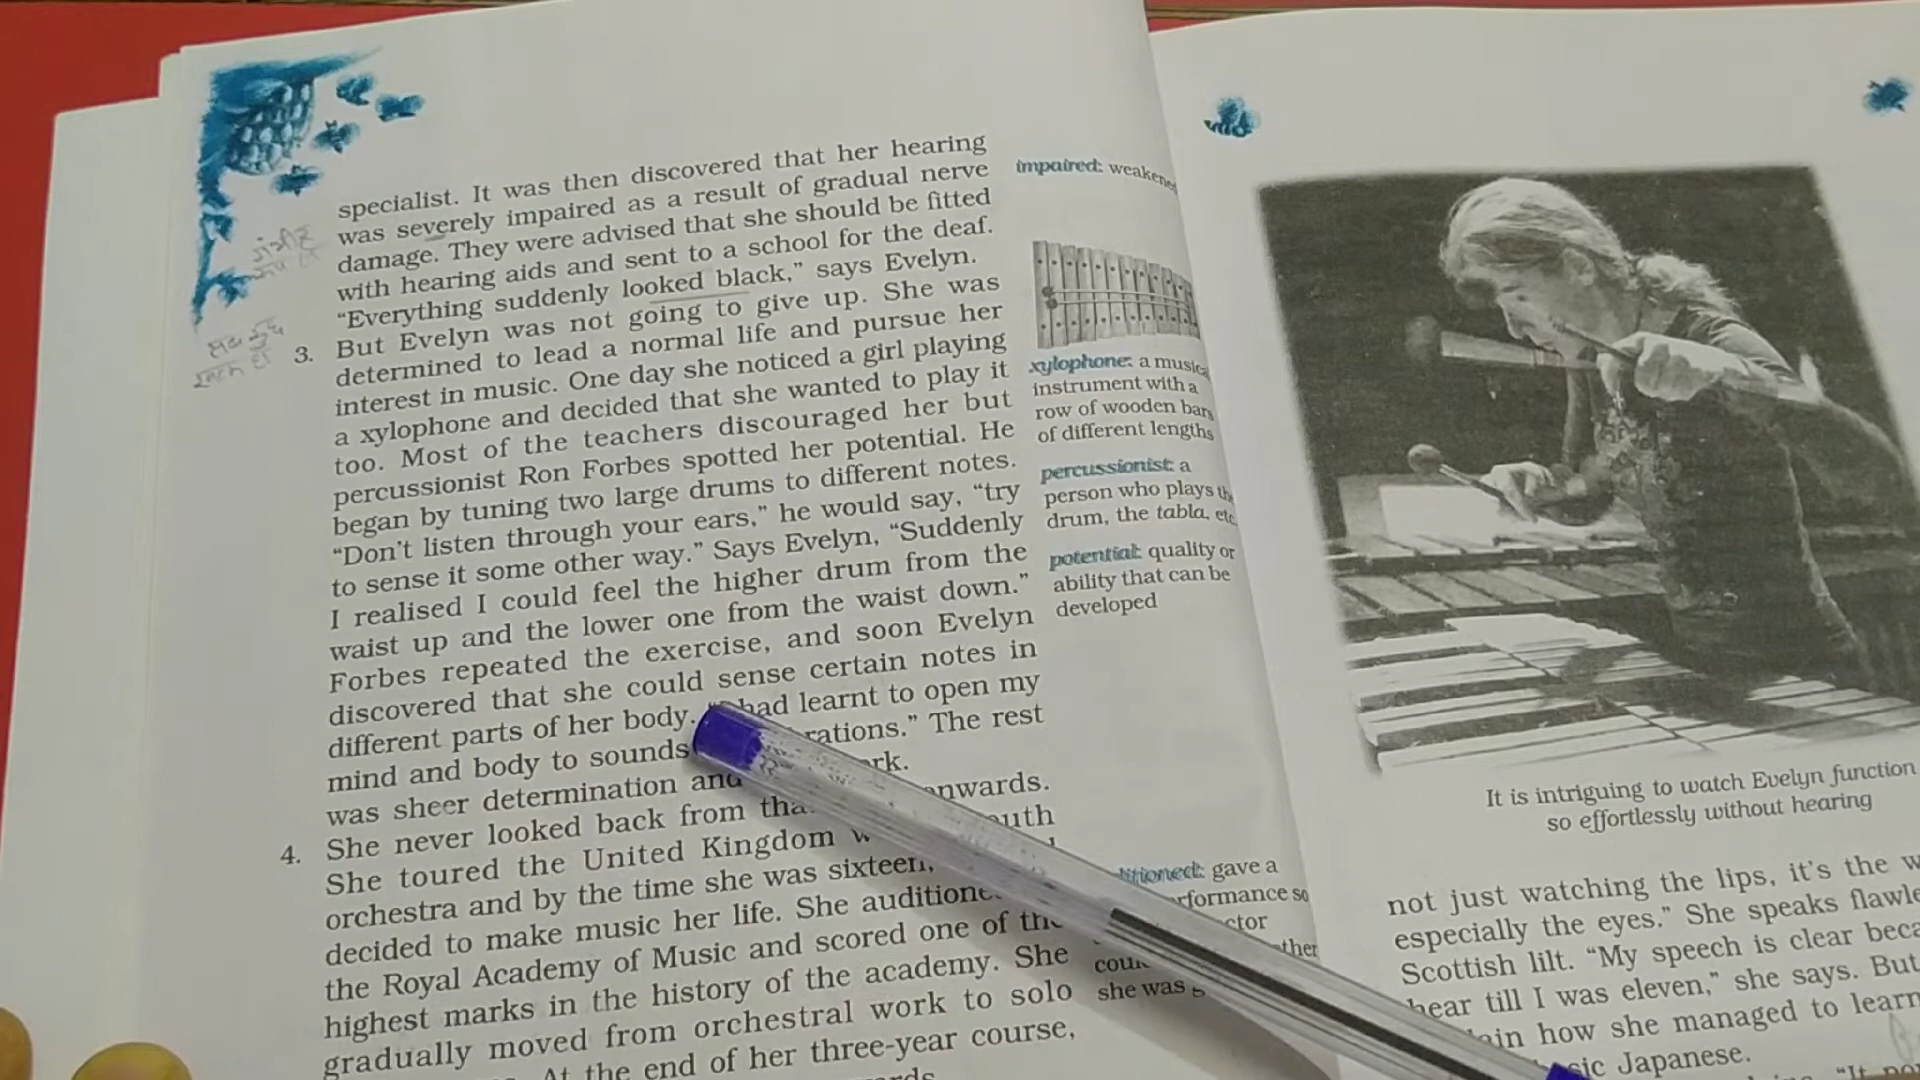 specialist. It was then discovered that her hearing
was severely impaired as a result of gradual nerve
damage. They were advised that she should be fitted
with hearing aids and sent to a school for the deaf.
“Everything suddenly looked black,” says Evelyn.
3. But Evelyn was not going to give up. She was
determined to lead a normal life and pursue her
interest in music. One day she noticed a girl playing
a xylophone and decided that she wanted to play it
too. Most of the teachers discouraged her but
percussionist Ron Forbes spotted her potential. He
began by tuning two large drums to different notes.
“Don’t listen through your ears,” he would say, “try
to sense it some other way.” Says Evelyn, “Suddenly
I realised I could feel the higher drum from the
waist up and the lower one from the waist down.”
Forbes repeated the exercise, and soon Evelyn
discovered that she could sense certain notes in
different parts of her body. had learnt to open my
mind and body to sounds rations.” The rest
was sheer determination and rk.
4. She never looked back from onwards.
She toured the United Kingdom
orchestra and by the time she was sixteen,
decided to make music her life. She
the Royal Academy of Music and scored one of the
highest marks in the history of the academy. She
gradually moved from orchestral work to solo
At the end of her three-year course,
impaired: weakened
xylophone: a musical
instrument with a
row of wooden bars
of different lengths
percussionist: a
person who plays the
drum, the tabla, etc.
potential: quality or
ability that can be
developed
gave a
so
she was
It is intriguing to watch Evelyn function
so effortlessly without hearing
not just watching the lips, it’s the
especially the eyes.” She speaks
Scottish lilt. “My speech is clear
hear till I was eleven,” she says. But
how she managed to learn
Japanese.